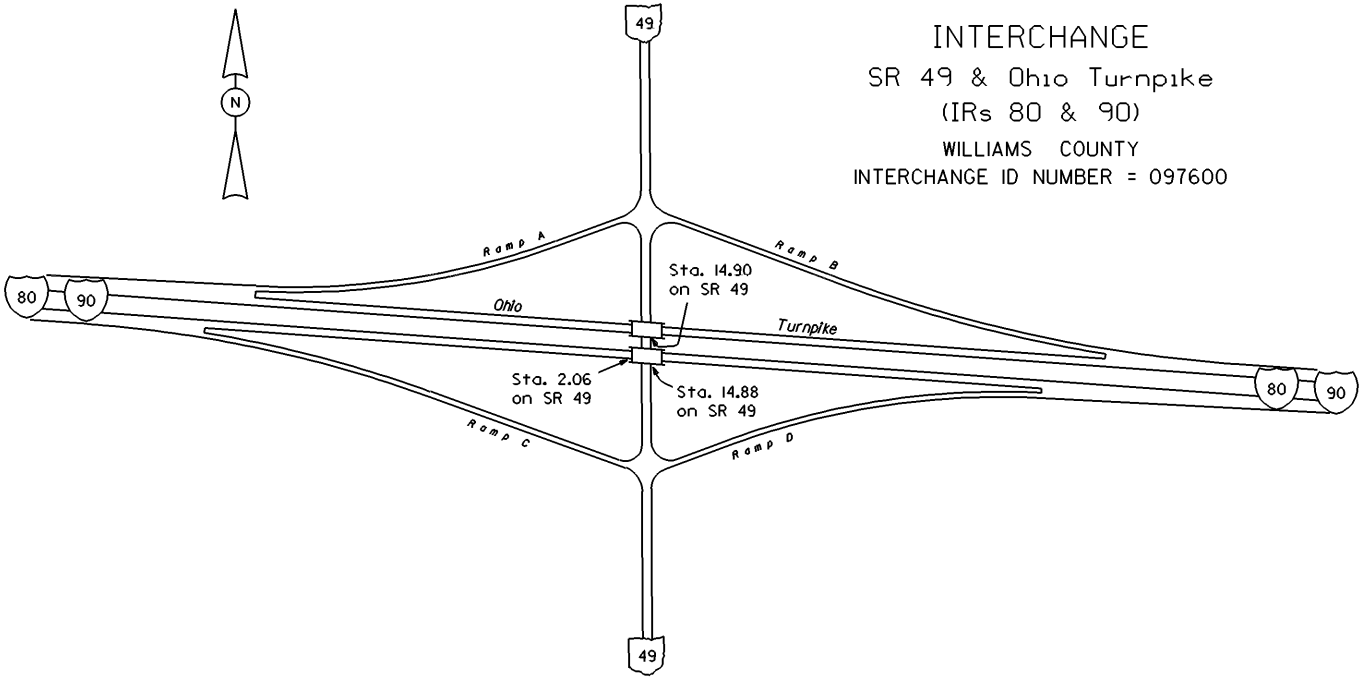 49
INTERCHANGE
SR 49 & Ohio Turnpike
(IRs 80 & 90)
WILLIAMS COUNTY
INTERCHANGE ID NUMBER = 097600
N
Ramp A
Ramp B
Sta. 14.90
on SR 49
80
90
Ohio
Turnpike
Sta. 2.06
on SR 49
Sta. 14.88
on SR 49
80
90
Ramp C
Ramp D
49